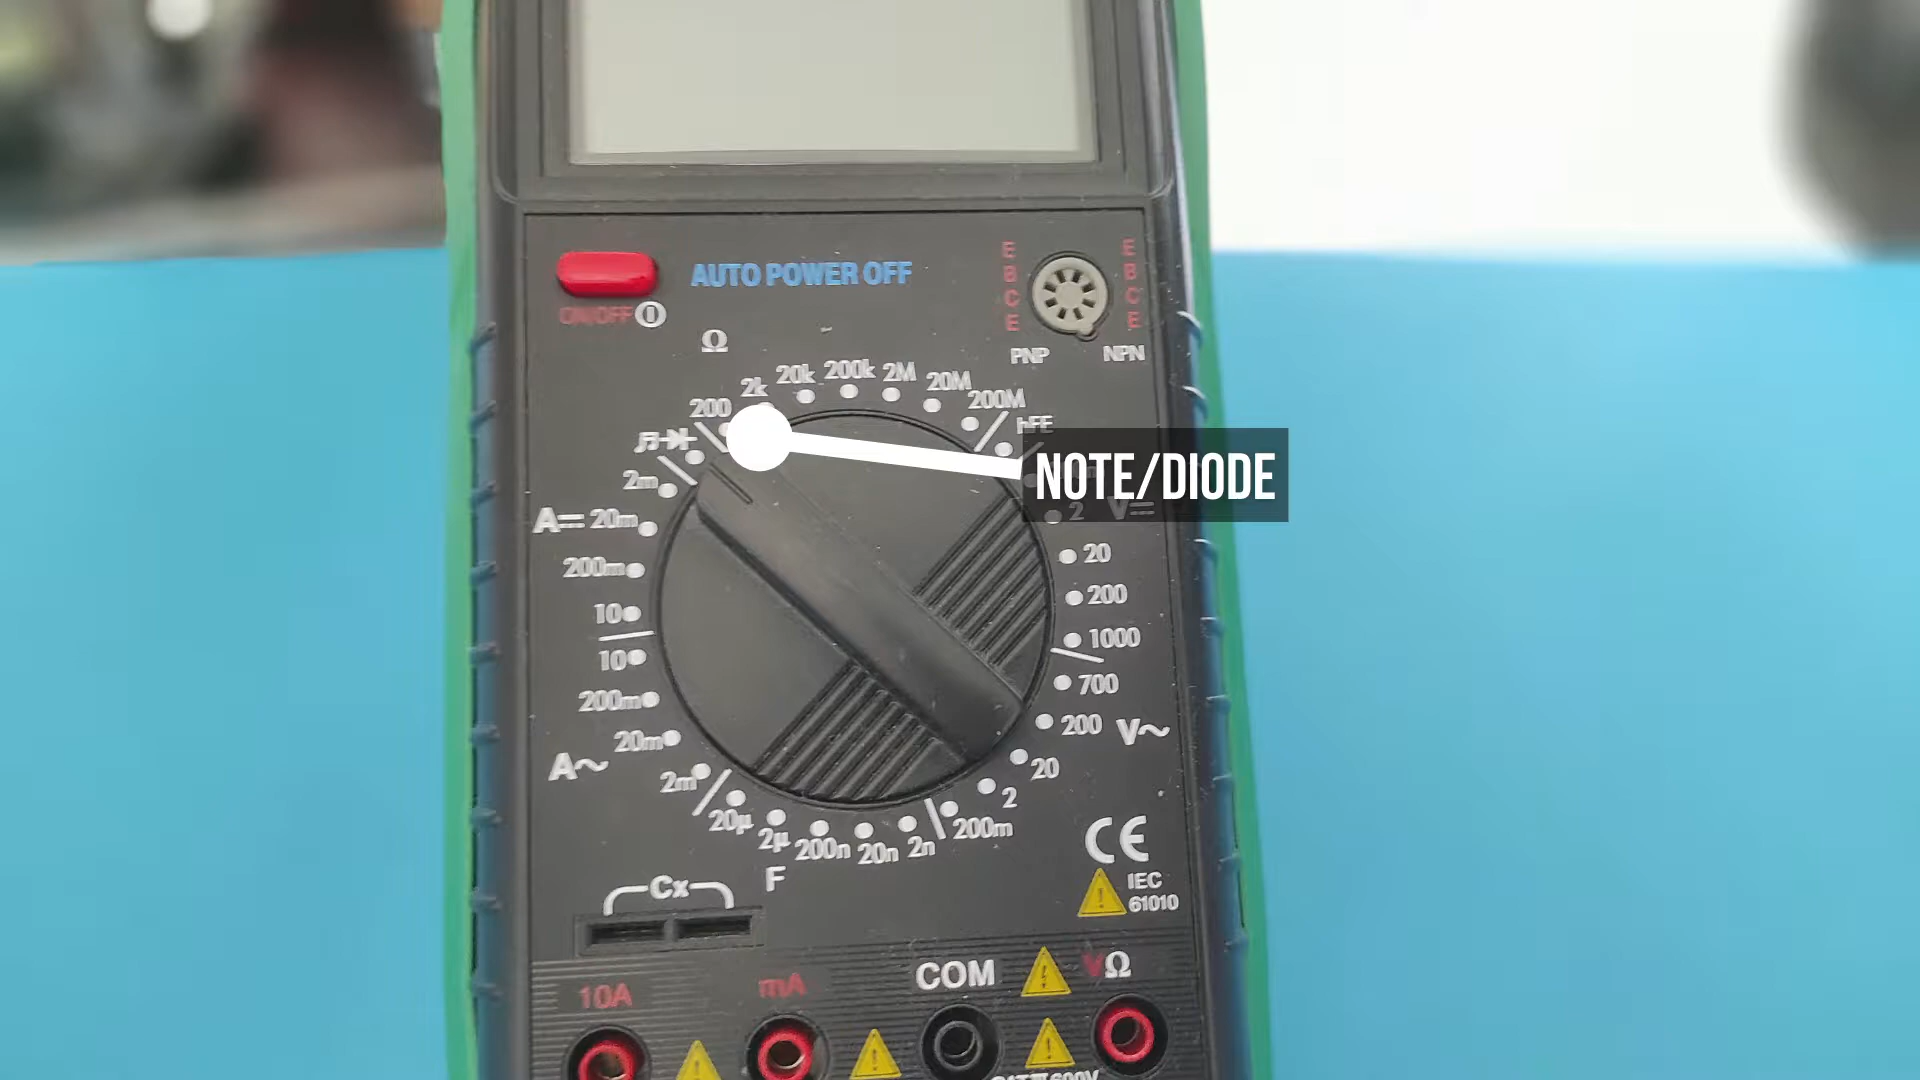 AUTO POWER OFF
ON/OFF
E
B
C
E
E
B
C
E
PNP
NPN
Ω
200
2k
20k
200k
2M
20M
200M
hFE
NOTE/DIODE
2m
A 20m
200m
10
10
200m
20m
A~
2m
20µ
2µ
200n
20n
2n
F
2 V
20
200
1000
700
200 V~
20
2
200m
CE
IEC
61010
Cx
10A
mA
COM
VΩ